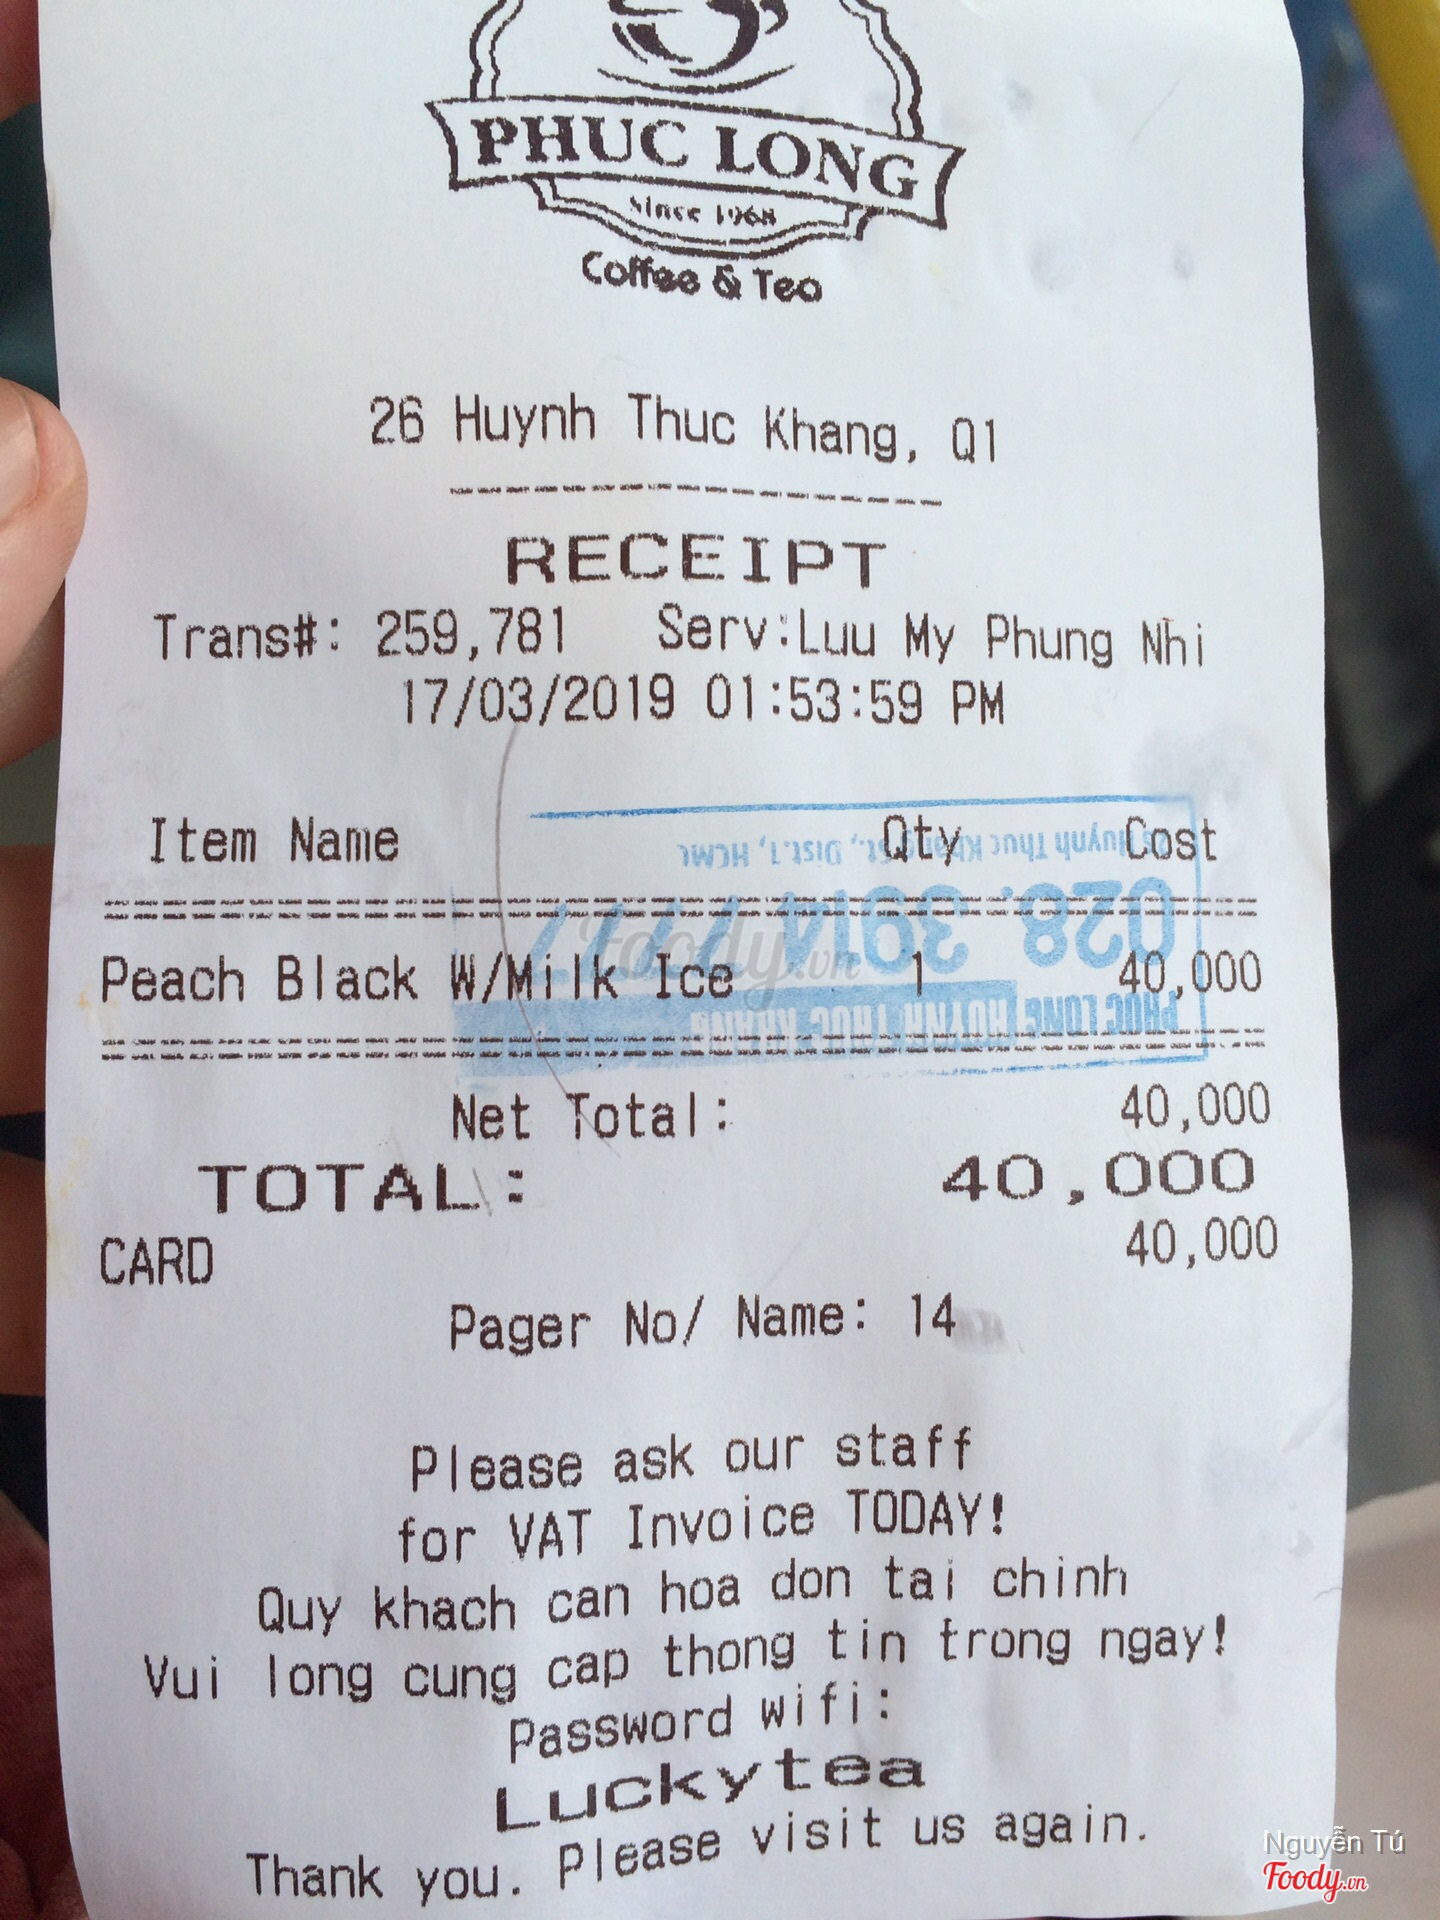 PHUC LONG
Since 1968
Coffee & Tea
26 Huynh Thuc Khang, Q1
RECEIPT
Trans#: 259,781 Serv:Luu My Phung Nhi
17/03/2019 01:53:59 PM
Item Name Qty Cost
Peach Black W/Milk Ice 1 40,000
Net Total: 40,000
TOTAL: 40,000
CARD 40,000
Pager No/ Name: 14
Please ask our staff
for VAT Invoice TODAY!
Quy khach can hoa don tai chinh
Vui long cung cap thong tin trong ngay!
Password wifi:
Luckytea
Thank you. Please visit us again.
PHUC LONG HUYNH THUC KHANG
028. 3914 7717
26 Huynh Thuc Khang St., Dist.1, HCMC
Foody.vn
Nguyễn Tú
Foody.vn